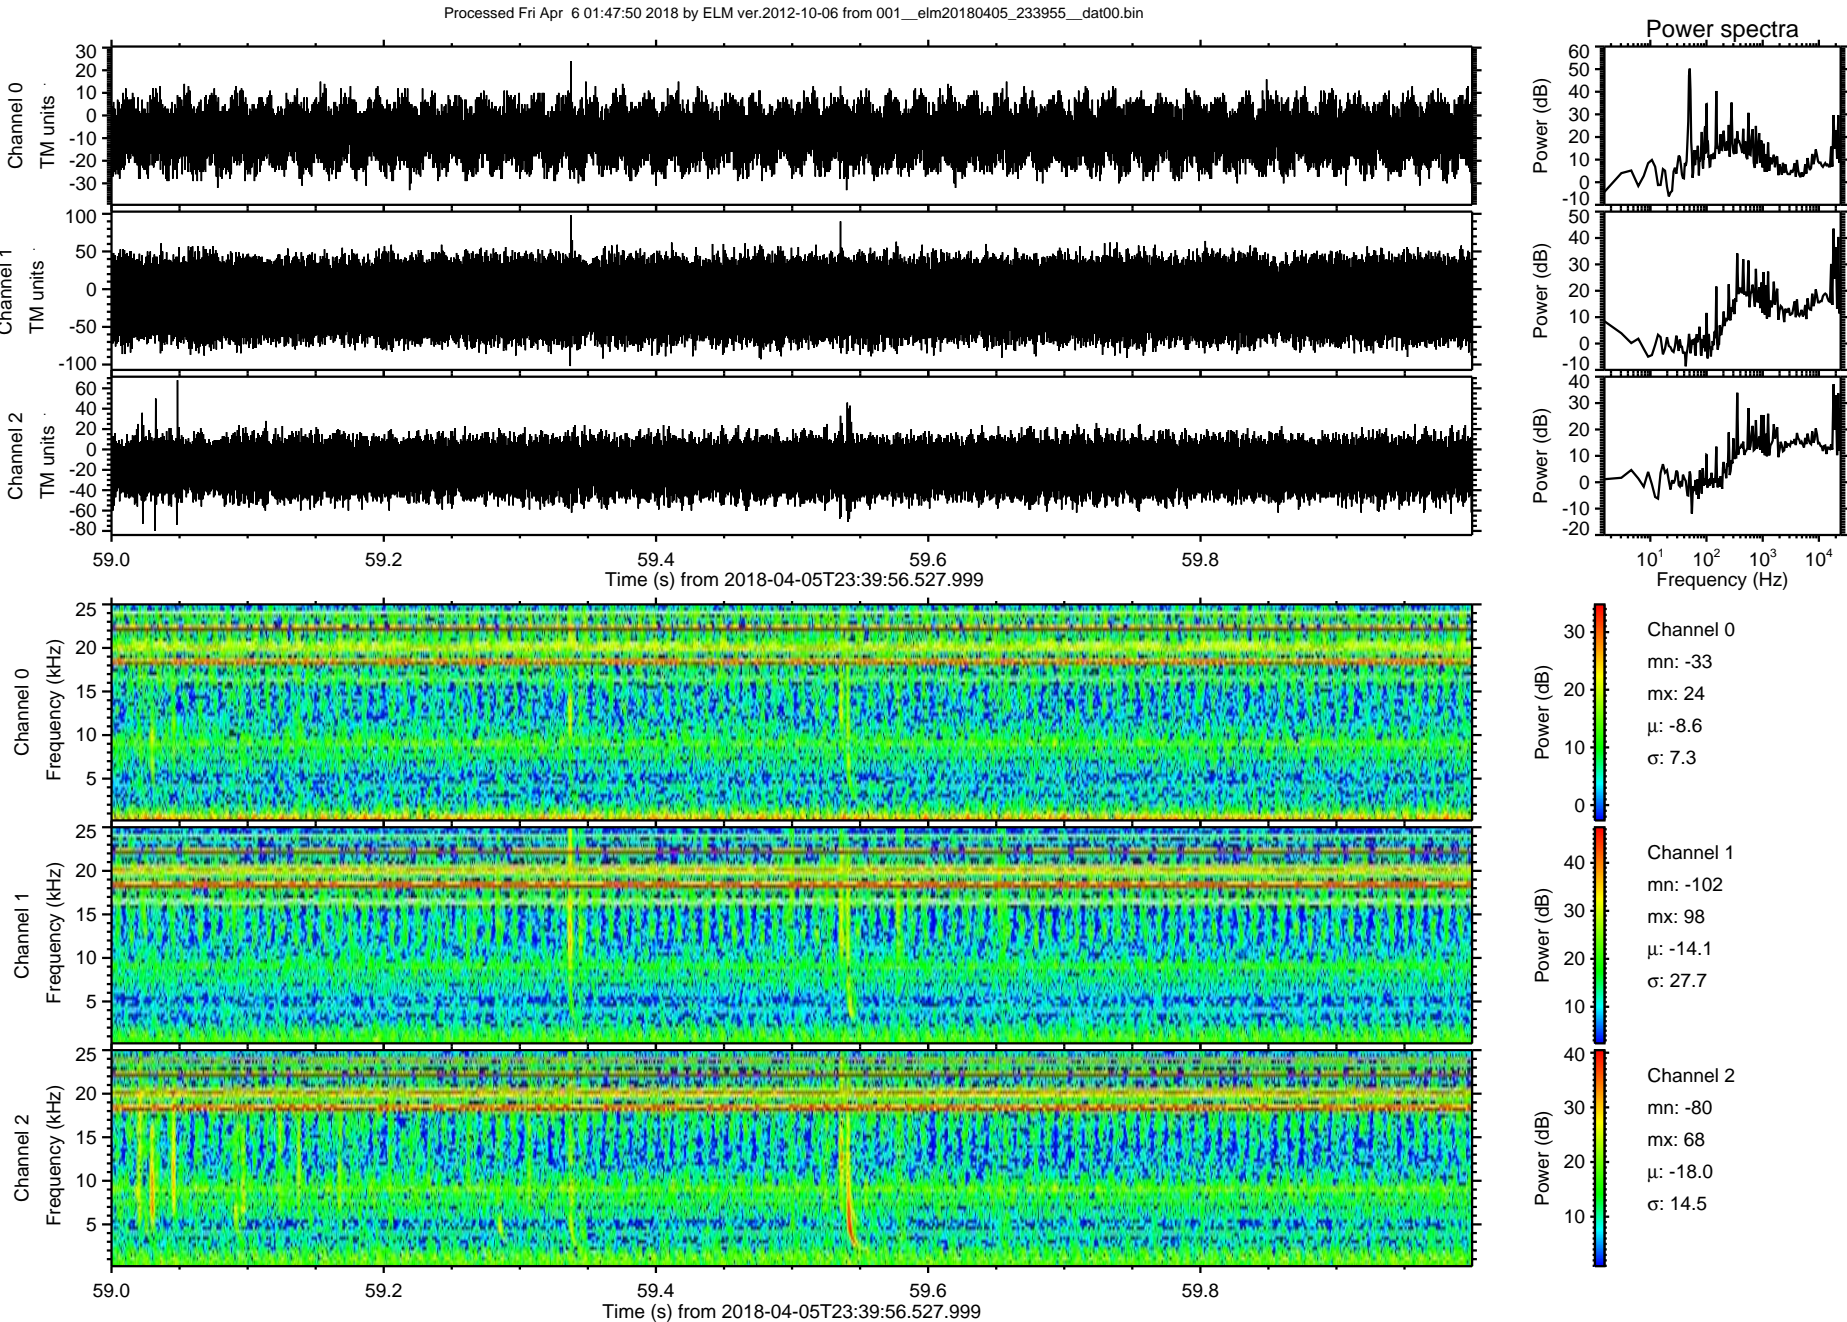 Processed Fri Apr 6 01:47:50 2018 by ELM ver.2012-10-06 from 001__elm20180405_233955__dat00.bin
Power spectra
Channel 0
TM units
30
20
10
0
-10
-20
-30
Power (dB)
60
50
40
30
20
10
0
-10
Channel 1
TM units
100
50
0
-50
-100
Power (dB)
50
40
30
20
10
0
-10
Channel 2
TM units
60
40
20
0
-20
-40
-60
-80
Power (dB)
40
30
20
10
0
-10
-20
59.0 59.2 59.4 59.6 59.8
Time (s) from 2018-04-05T23:39:56.527.999
10^1 10^2 10^3 10^4
Frequency (Hz)
Channel 0
Frequency (kHz)
25
20
15
10
5
Power (dB)
30
20
10
0
Channel 0
mn: -33
mx: 24
μ: -8.6
σ: 7.3
Channel 1
Frequency (kHz)
25
20
15
10
5
Power (dB)
40
30
20
10
Channel 1
mn: -102
mx: 98
μ: -14.1
σ: 27.7
Channel 2
Frequency (kHz)
25
20
15
10
5
Power (dB)
40
30
20
10
Channel 2
mn: -80
mx: 68
μ: -18.0
σ: 14.5
59.0 59.2 59.4 59.6 59.8
Time (s) from 2018-04-05T23:39:56.527.999